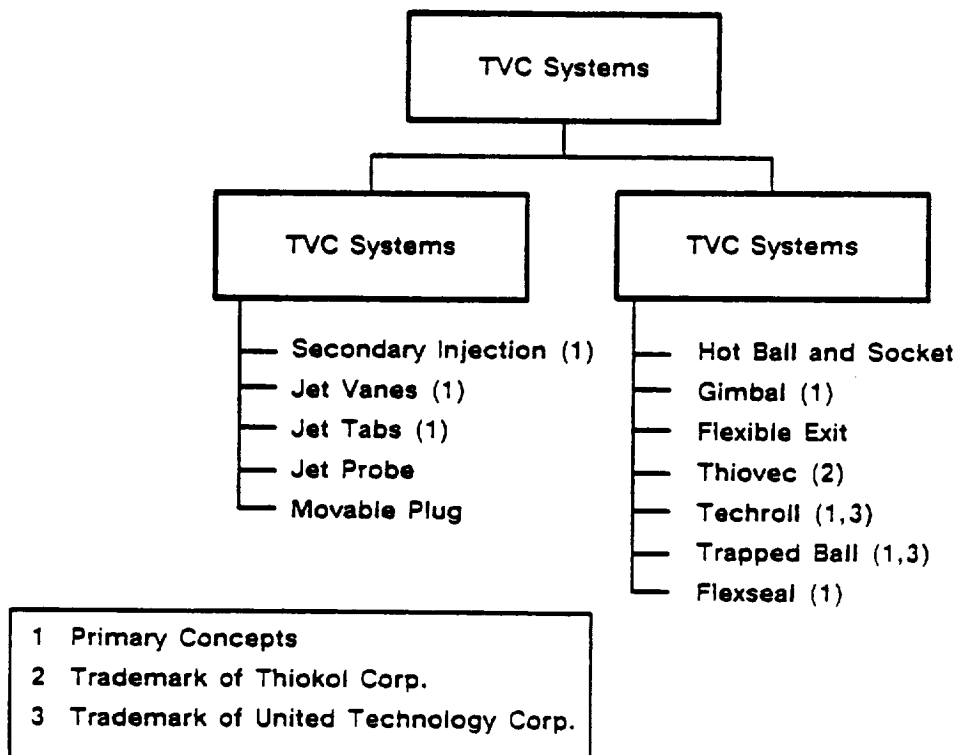 TVC Systems
TVC Systems
Secondary Injection (1)
Jet Vanes (1)
Jet Tabs (1)
Jet Probe
Movable Plug
TVC Systems
Hot Ball and Socket
Gimbal (1)
Flexible Exit
Thiovec (2)
Techroll (1,3)
Trapped Ball (1,3)
Flexseal (1)
1 Primary Concepts
2 Trademark of Thiokol Corp.
3 Trademark of United Technology Corp.